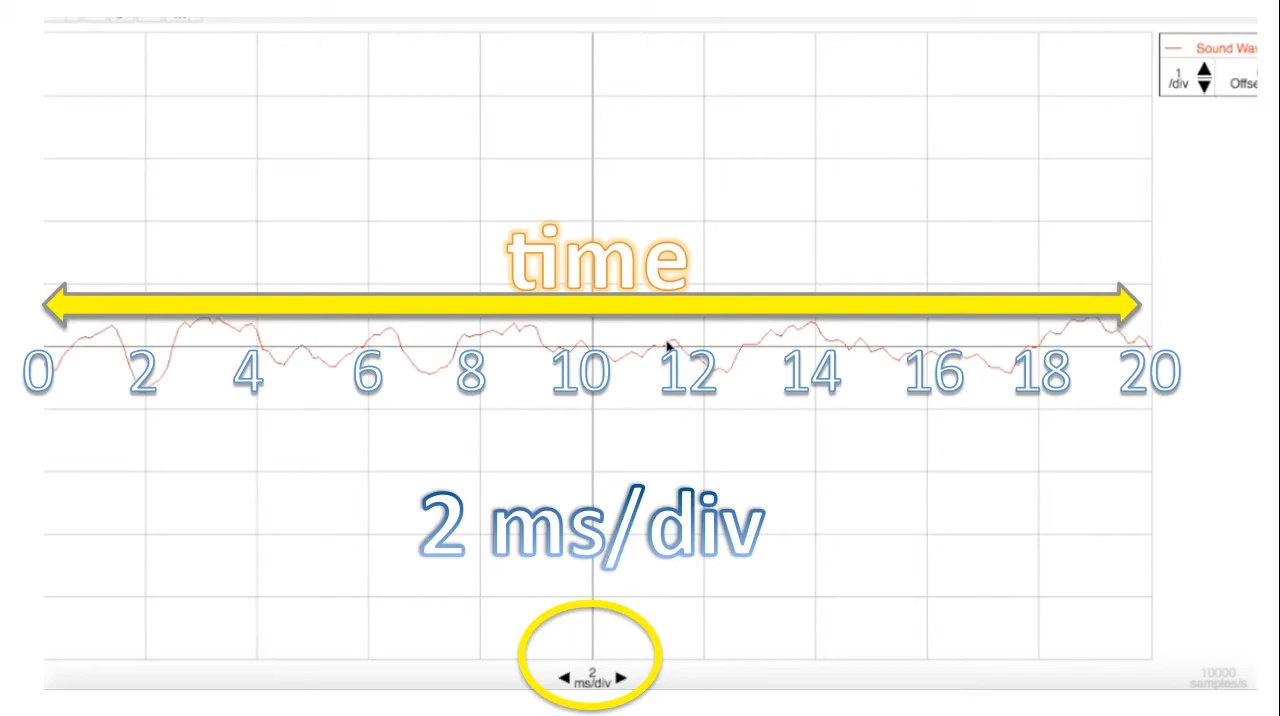 Sound Wav
1
/div
Offse
time
0 2 4 6 8 10 12 14 16 18 20
2 ms/div
2
ms/div
10000
samples/s